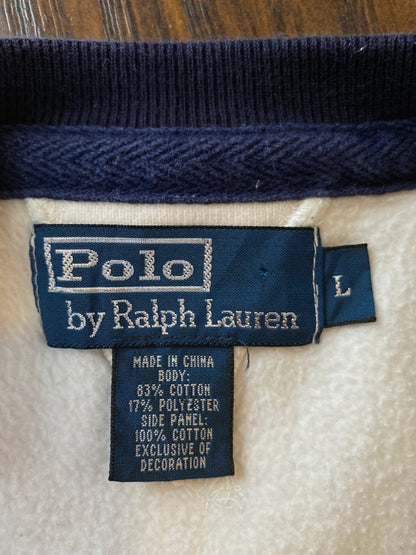 Polo
by Ralph Lauren
L
MADE IN CHINA
BODY:
83% COTTON
17% POLYESTER
SIDE PANEL:
100% COTTON
EXCLUSIVE OF
DECORATION